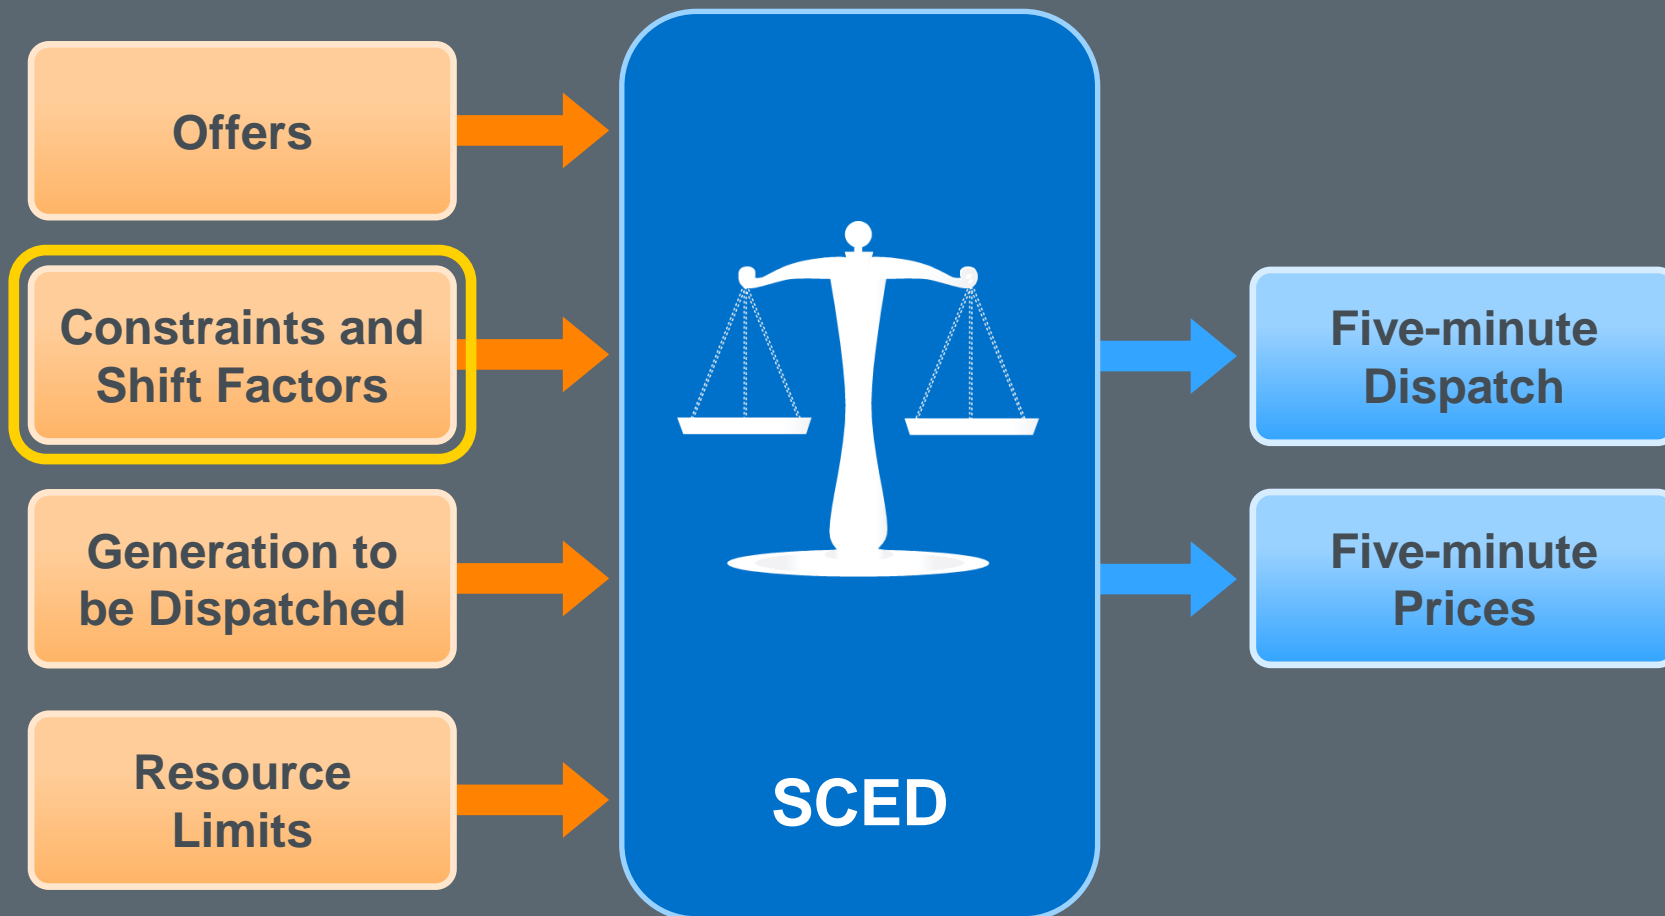 Offers
Constraints and
Shift Factors
Generation to
be Dispatched
Resource
Limits
SCED
Five-minute
Dispatch
Five-minute
Prices